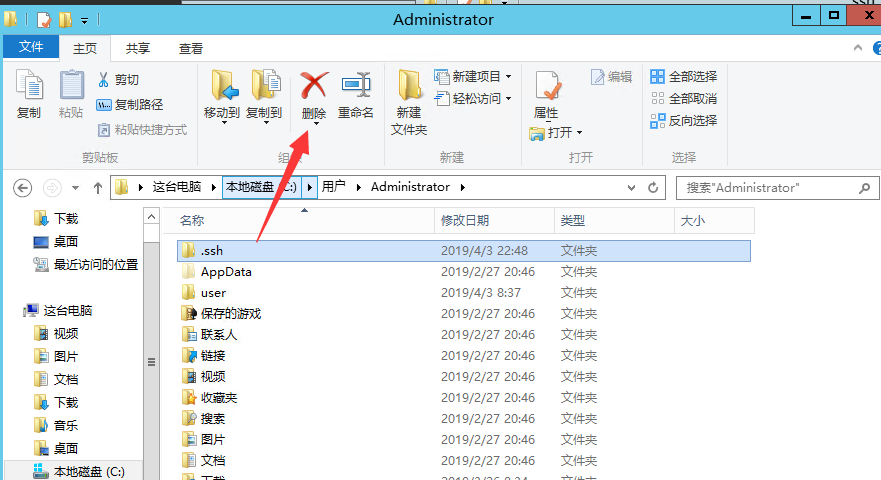 ssh
Administrator
文件
主页
共享
查看
复制
粘贴
剪切
复制路径
粘贴快捷方式
剪贴板
移动到
复制到
删除
重命名
组
新建
文件夹
新建项目
轻松访问
新建
属性
打开
编辑
打开
全部选择
全部取消
反向选择
选择
这台电脑
本地磁盘 (C:)
用户
Administrator
搜索"Administrator"
名称
修改日期
类型
大小
下载
桌面
最近访问的位置
这台电脑
视频
图片
文档
下载
音乐
桌面
本地磁盘 (C:)
.ssh 2019/4/3 22:48 文件夹
AppData 2019/2/27 20:46 文件夹
user 2019/4/3 8:37 文件夹
保存的游戏 2019/2/27 20:46 文件夹
联系人 2019/2/27 20:46 文件夹
链接 2019/2/27 20:46 文件夹
视频 2019/2/27 20:46 文件夹
收藏夹 2019/2/27 20:46 文件夹
搜索 2019/2/27 20:46 文件夹
图片 2019/2/27 20:46 文件夹
文档 2019/2/27 20:46 文件夹